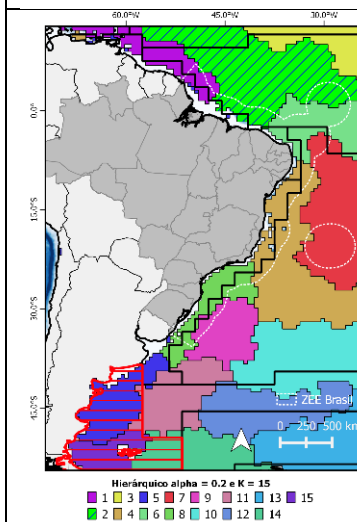 60.0°W 45.0°W 30.0°W
0.0°
15.0°S
30.0°S
45.0°S
ZEE Brasil
0 250 500 km
Hierárquico alpha = 0.2 e K = 15
1 3 5 7 9 11 13 15
2 4 6 8 10 12 14